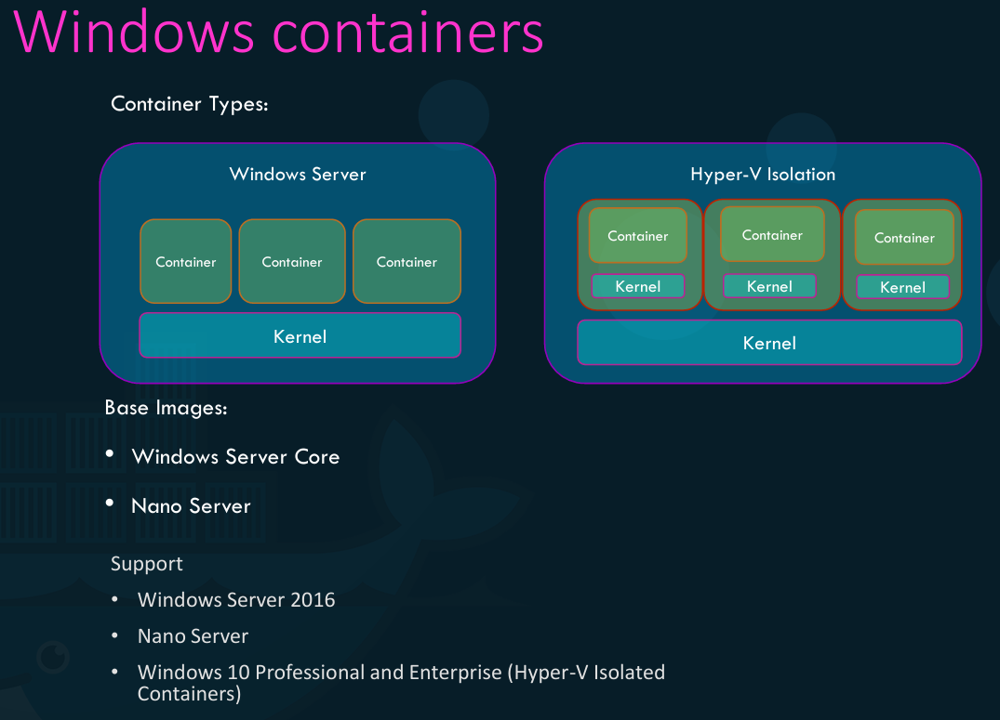 Windows containers
Container Types:
Windows Server
Container Container Container
Kernel
Hyper-V Isolation
Container Container Container
Kernel Kernel Kernel
Kernel
Base Images:
• Windows Server Core
• Nano Server
Support
• Windows Server 2016
• Nano Server
• Windows 10 Professional and Enterprise (Hyper-V Isolated
Containers)